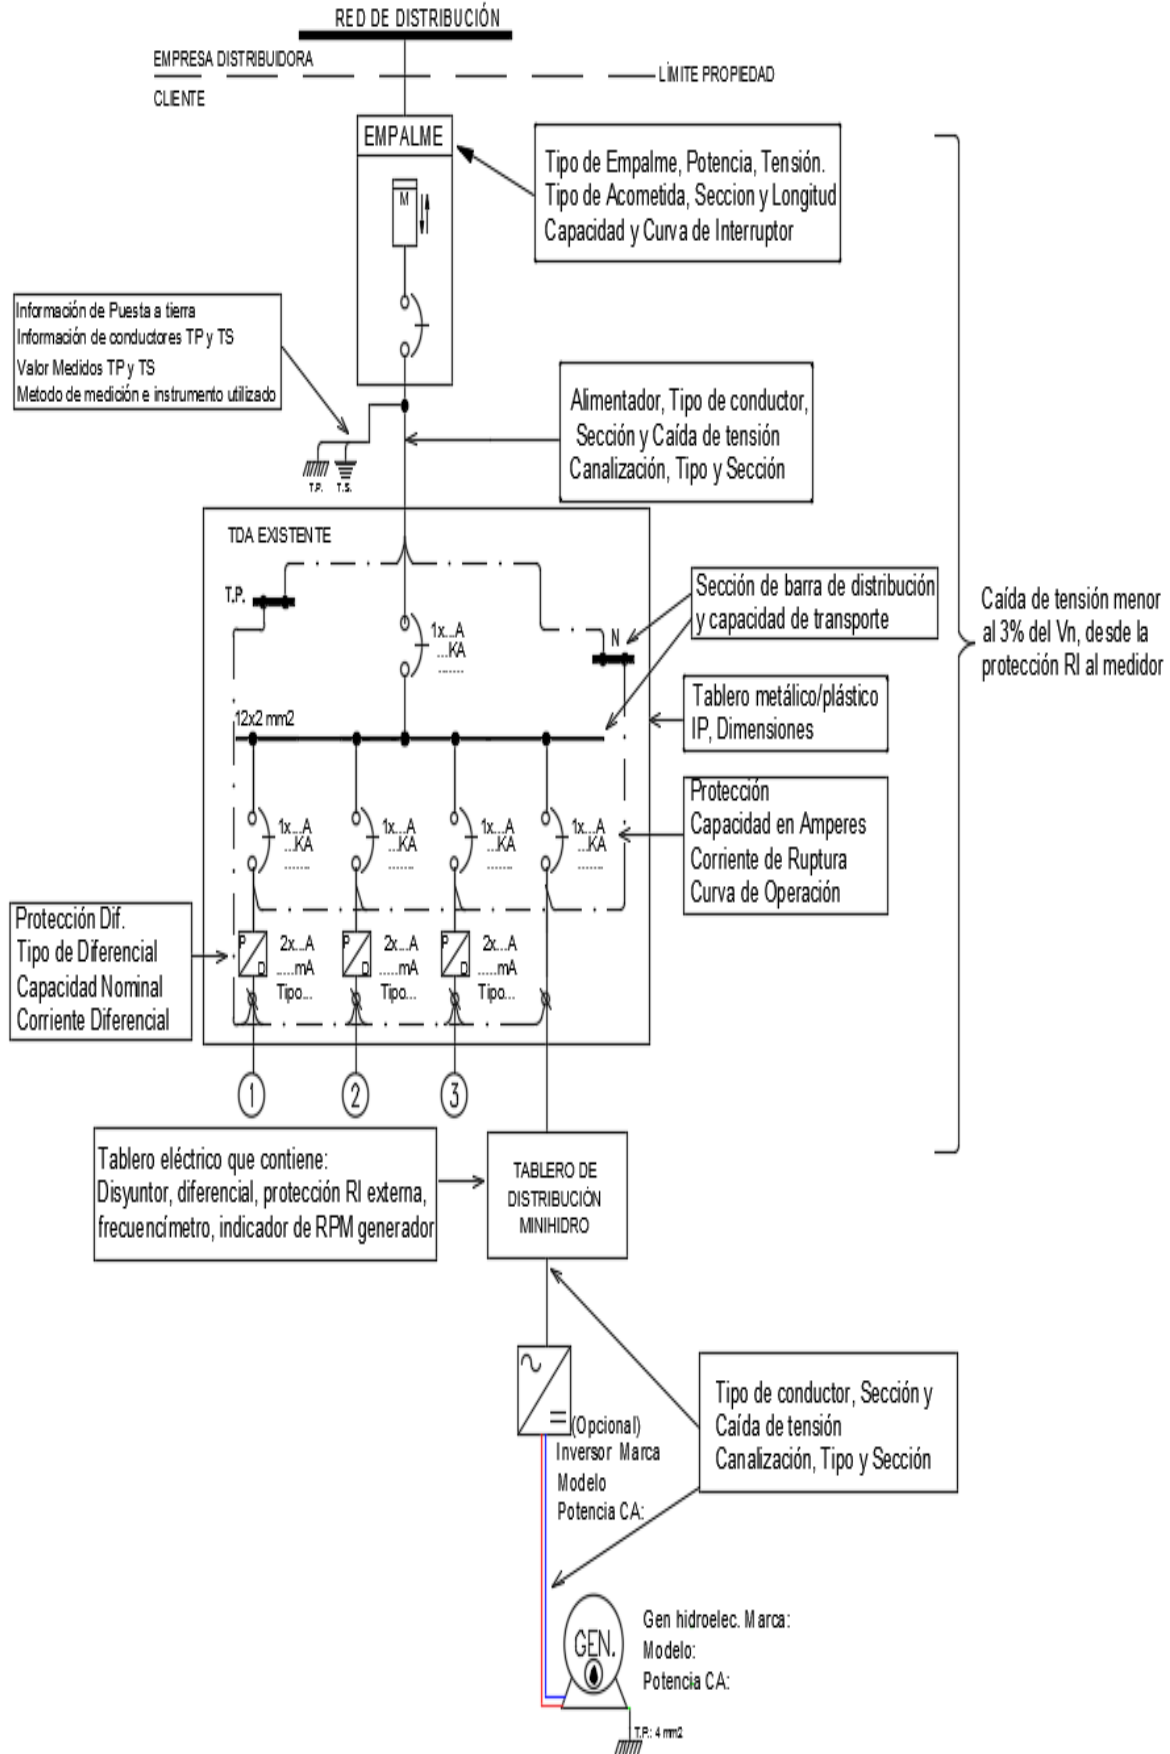 RED DE DISTRIBUCIÓN
EMPRESA DISTRIBUIDORA
LÍMITE PROPIEDAD
CLIENTE
EMPALME
M
Tipo de Empalme, Potencia, Tensión.
Tipo de Acometida, Seccion y Longitud
Capacidad y Curva de Interruptor
Información de Puesta a tierra
Información de conductores TP y TS
Valor Medidos TP y TS
Metodo de medición e instrumento utilizado
T.P. T.S.
Alimentador, Tipo de conductor,
Sección y Caída de tensión
Canalización, Tipo y Sección
TDA EXISTENTE
T.P.
N
1x...A
...KA
.......
Sección de barra de distribución
y capacidad de transporte
Caída de tensión menor
al 3% del Vn, desde la
protección RI al medidor
Tablero metálico/plástico
IP, Dimensiones
12x2 mm2
1x...A
...KA
.......
1x...A
...KA
.......
1x...A
...KA
.......
1x...A
...KA
.......
Protección
Capacidad en Amperes
Corriente de Ruptura
Curva de Operación
Protección Dif.
Tipo de Diferencial
Capacidad Nominal
Corriente Diferencial
P
D
2x...A
.....mA
Tipo...
P
D
2x...A
.....mA
Tipo...
P
D
2x...A
.....mA
Tipo...
1
2
3
Tablero eléctrico que contiene:
Disyuntor, diferencial, protección RI externa,
frecuencímetro, indicador de RPM generador
TABLERO DE
DISTRIBUCIÓN
MINIHIDRO
(Opcional)
Inversor Marca
Modelo
Potencia CA:
Tipo de conductor, Sección y
Caída de tensión
Canalización, Tipo y Sección
GEN.
Gen hidroelec. Marca:
Modelo:
Potencia CA:
T.P.: 4 mm2